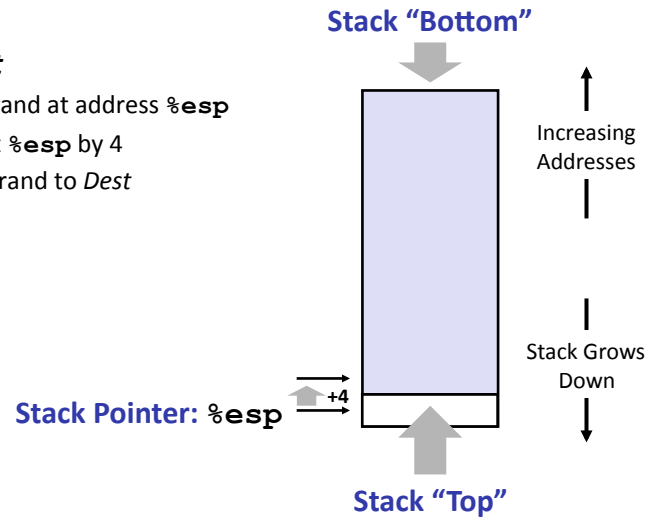 Stack “Bottom”
and at address %esp
%esp by 4
rand to Dest
Increasing
Addresses
Stack Grows
Down
+4
Stack Pointer: %esp
Stack “Top”